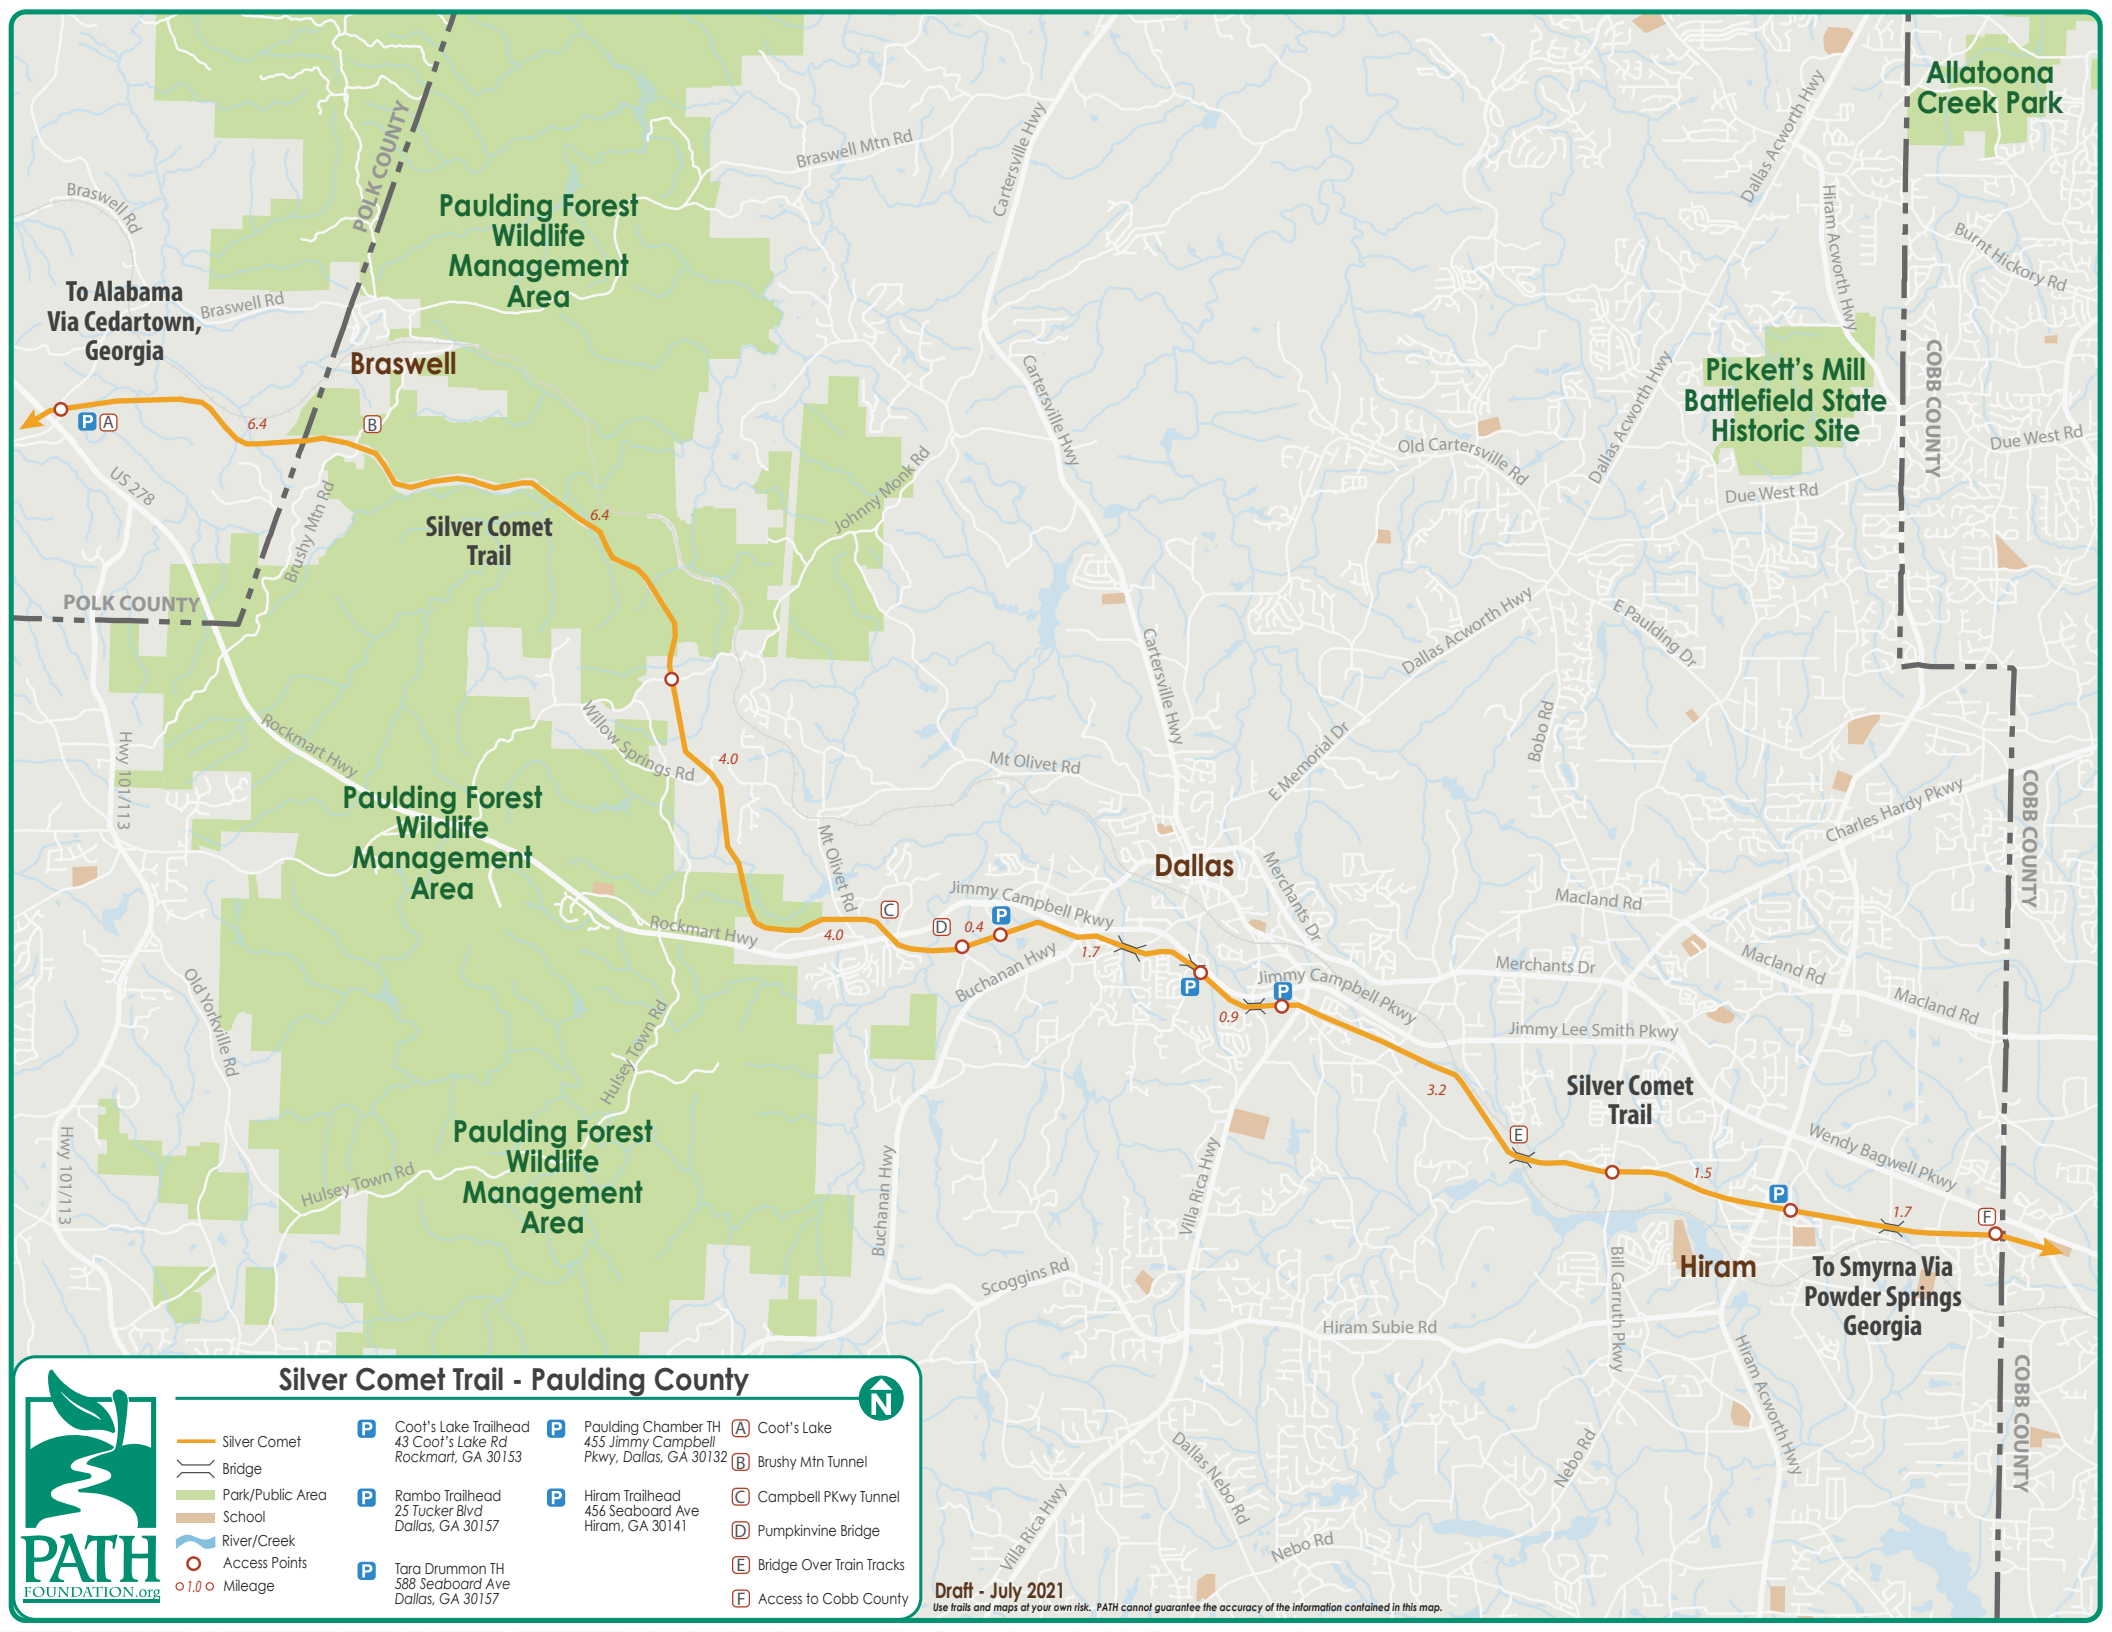 Allatoona
Creek Park
POLK COUNTY
Braswell Mtn Rd
Cartersville Hwy
Dallas Acworth Hwy
Hiram Acworth Hwy
Burnt Hickory Rd
Braswell Rd
Paulding Forest
Wildlife
Management
Area
To Alabama
Via Cedartown,
Georgia
Braswell Rd
Braswell
Cartersville Hwy
Dallas Acworth Hwy
Pickett's Mill
Battlefield State
Historic Site
COBB COUNTY
P A
6.4
B
Old Cartersville Rd
Due West Rd
Due West Rd
US 278
Brushy Mtn Rd
Johnny Monk Rd
Silver Comet
Trail
6.4
POLK COUNTY
Cartersville Hwy
Dallas Acworth Hwy
E Paulding Dr
Rockmart Hwy
Hwy 101/113
Willow Springs Rd
4.0
Mt Olivet Rd
E Memorial Dr
Bobo Rd
Charles Hardy Pkwy
COBB COUNTY
Paulding Forest
Wildlife
Management
Area
Mt Olivet Rd
Dallas
Merchants Dr
Macland Rd
Jimmy Campbell Pkwy
C
D
0.4
P
Rockmart Hwy
4.0
1.7
Buchanan Hwy
P
Jimmy Campbell Pkwy
P
0.9
Merchants Dr
Macland Rd
Macland Rd
Old Yorkville Rd
Hulsey Town Rd
Jimmy Lee Smith Pkwy
3.2
Silver Comet
Trail
E
Hwy 101/113
Paulding Forest
Wildlife
Management
Area
Hulsey Town Rd
Buchanan Hwy
Villa Rica Hwy
Wendy Bagwell Pkwy
1.5
P
1.7
F
Hiram
To Smyrna Via
Powder Springs
Georgia
Bill Carruth Pkwy
Scoggins Rd
Hiram Subie Rd
Hiram Acworth Hwy
COBB COUNTY
Dallas Nebo Rd
Nebo Rd
Nebo Rd
Villa Rica Hwy
Silver Comet Trail - Paulding County
N
Silver Comet
Bridge
Park/Public Area
School
River/Creek
Access Points
1.0 Mileage
P Coot's Lake Trailhead
43 Coot's Lake Rd
Rockmart, GA 30153
P Rambo Trailhead
25 Tucker Blvd
Dallas, GA 30157
P Tara Drummon TH
588 Seaboard Ave
Dallas, GA 30157
P Paulding Chamber TH
455 Jimmy Campbell
Pkwy, Dallas, GA 30132
P Hiram Trailhead
456 Seaboard Ave
Hiram, GA 30141
A Coot's Lake
B Brushy Mtn Tunnel
C Campbell PKwy Tunnel
D Pumpkinvine Bridge
E Bridge Over Train Tracks
F Access to Cobb County
PATH
FOUNDATION.org
Draft - July 2021
Use trails and maps at your own risk. PATH cannot guarantee the accuracy of the information contained in this map.